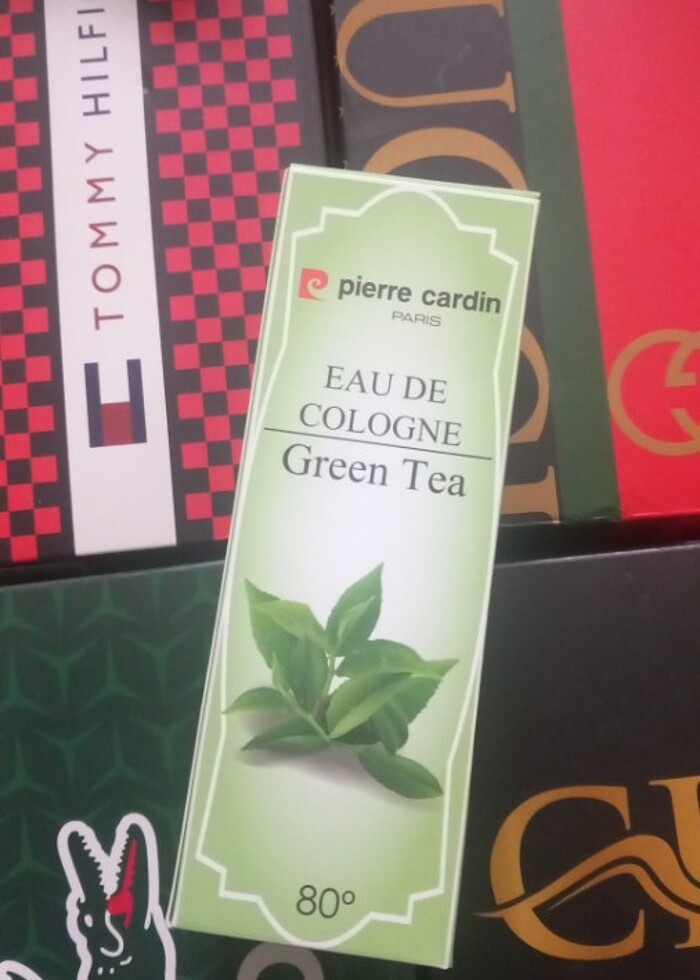 TOMMY HILFI
pierre cardin
PARIS
EAU DE
COLOGNE
Green Tea
80°